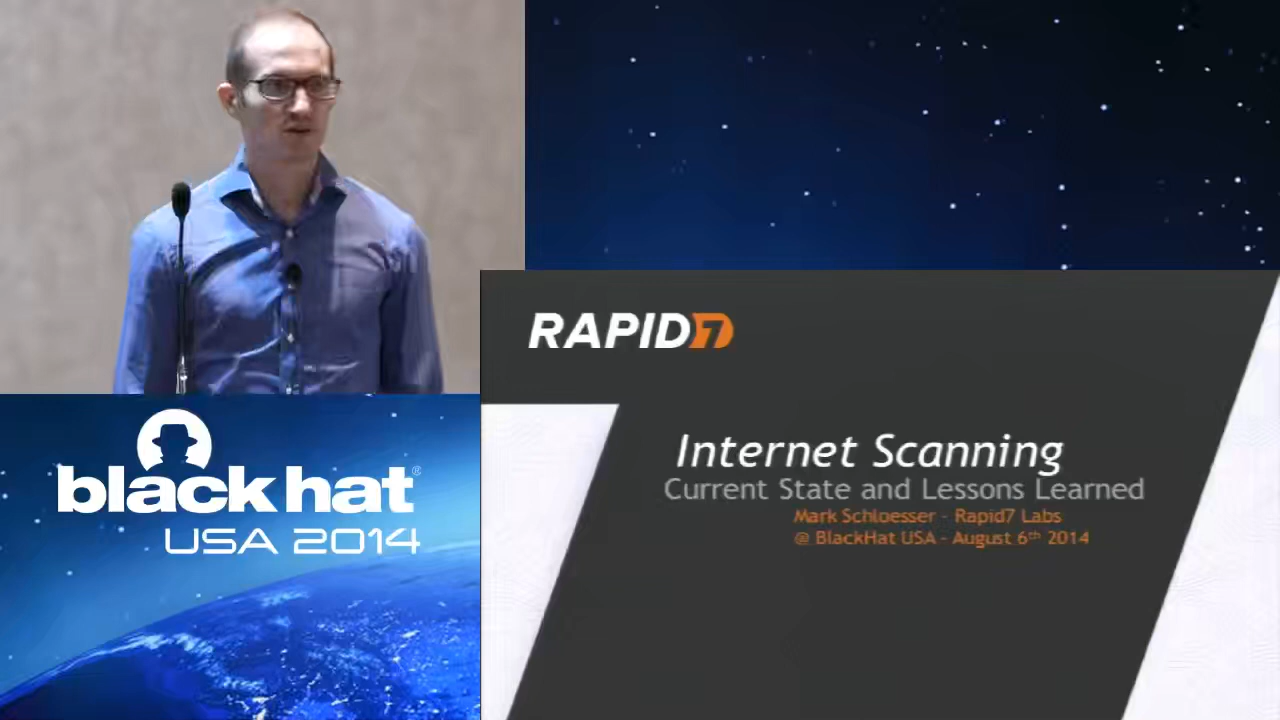 RAPID7
Internet Scanning
Current State and Lessons Learned
Mark Schloesser - Rapid7 Labs
@ BlackHat USA - August 6th 2014
black hat®
USA 2014